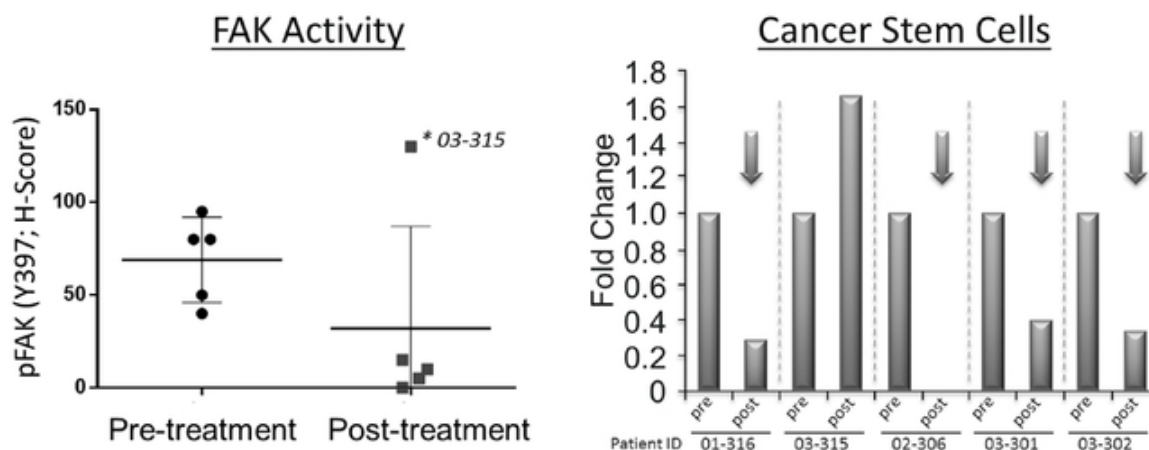 FAK Activity
pFAK (Y397; H-Score)
150
100
50
0
* 03-315
Pre-treatment
Post-treatment
Cancer Stem Cells
Fold Change
1.8
1.6
1.4
1.2
1.0
0.8
0.6
0.4
0.2
0
pre post pre post pre post pre post pre post
Patient ID 01-316 03-315 02-306 03-301 03-302